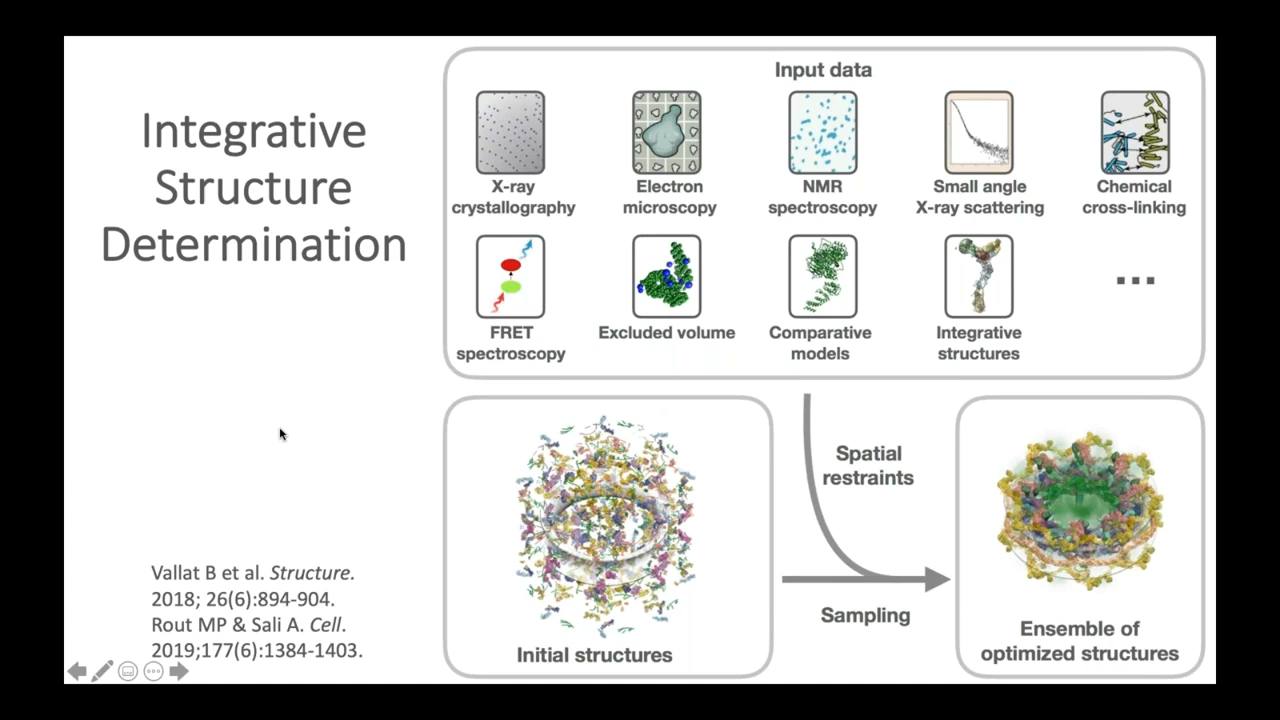 Integrative
Structure
Determination
Input data
X-ray
crystallography
Electron
microscopy
NMR
spectroscopy
Small angle
X-ray scattering
Chemical
cross-linking
FRET
spectroscopy
Excluded volume
Comparative
models
Integrative
structures
...
Spatial
restraints
Sampling
Initial structures
Ensemble of
optimized structures
Vallat B et al. Structure.
2018; 26(6):894-904.
Rout MP & Sali A. Cell.
2019;177(6):1384-1403.